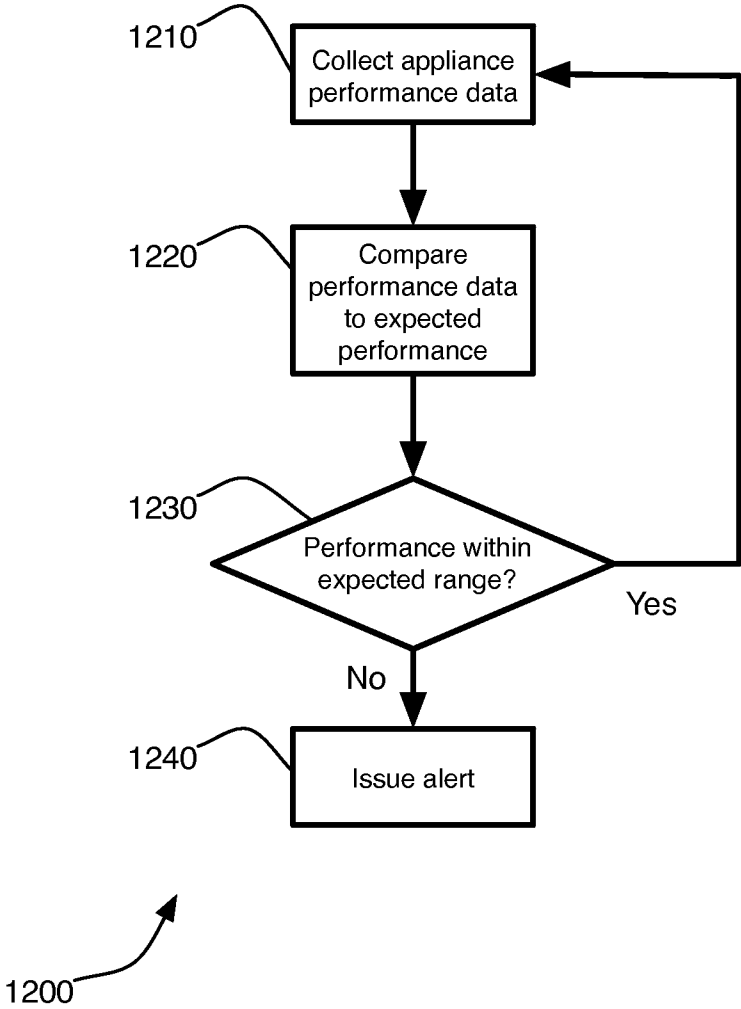 1210
Collect appliance
performance data
1220
Compare
performance data
to expected
performance
1230
Performance within
expected range?
Yes
No
1240
Issue alert
1200